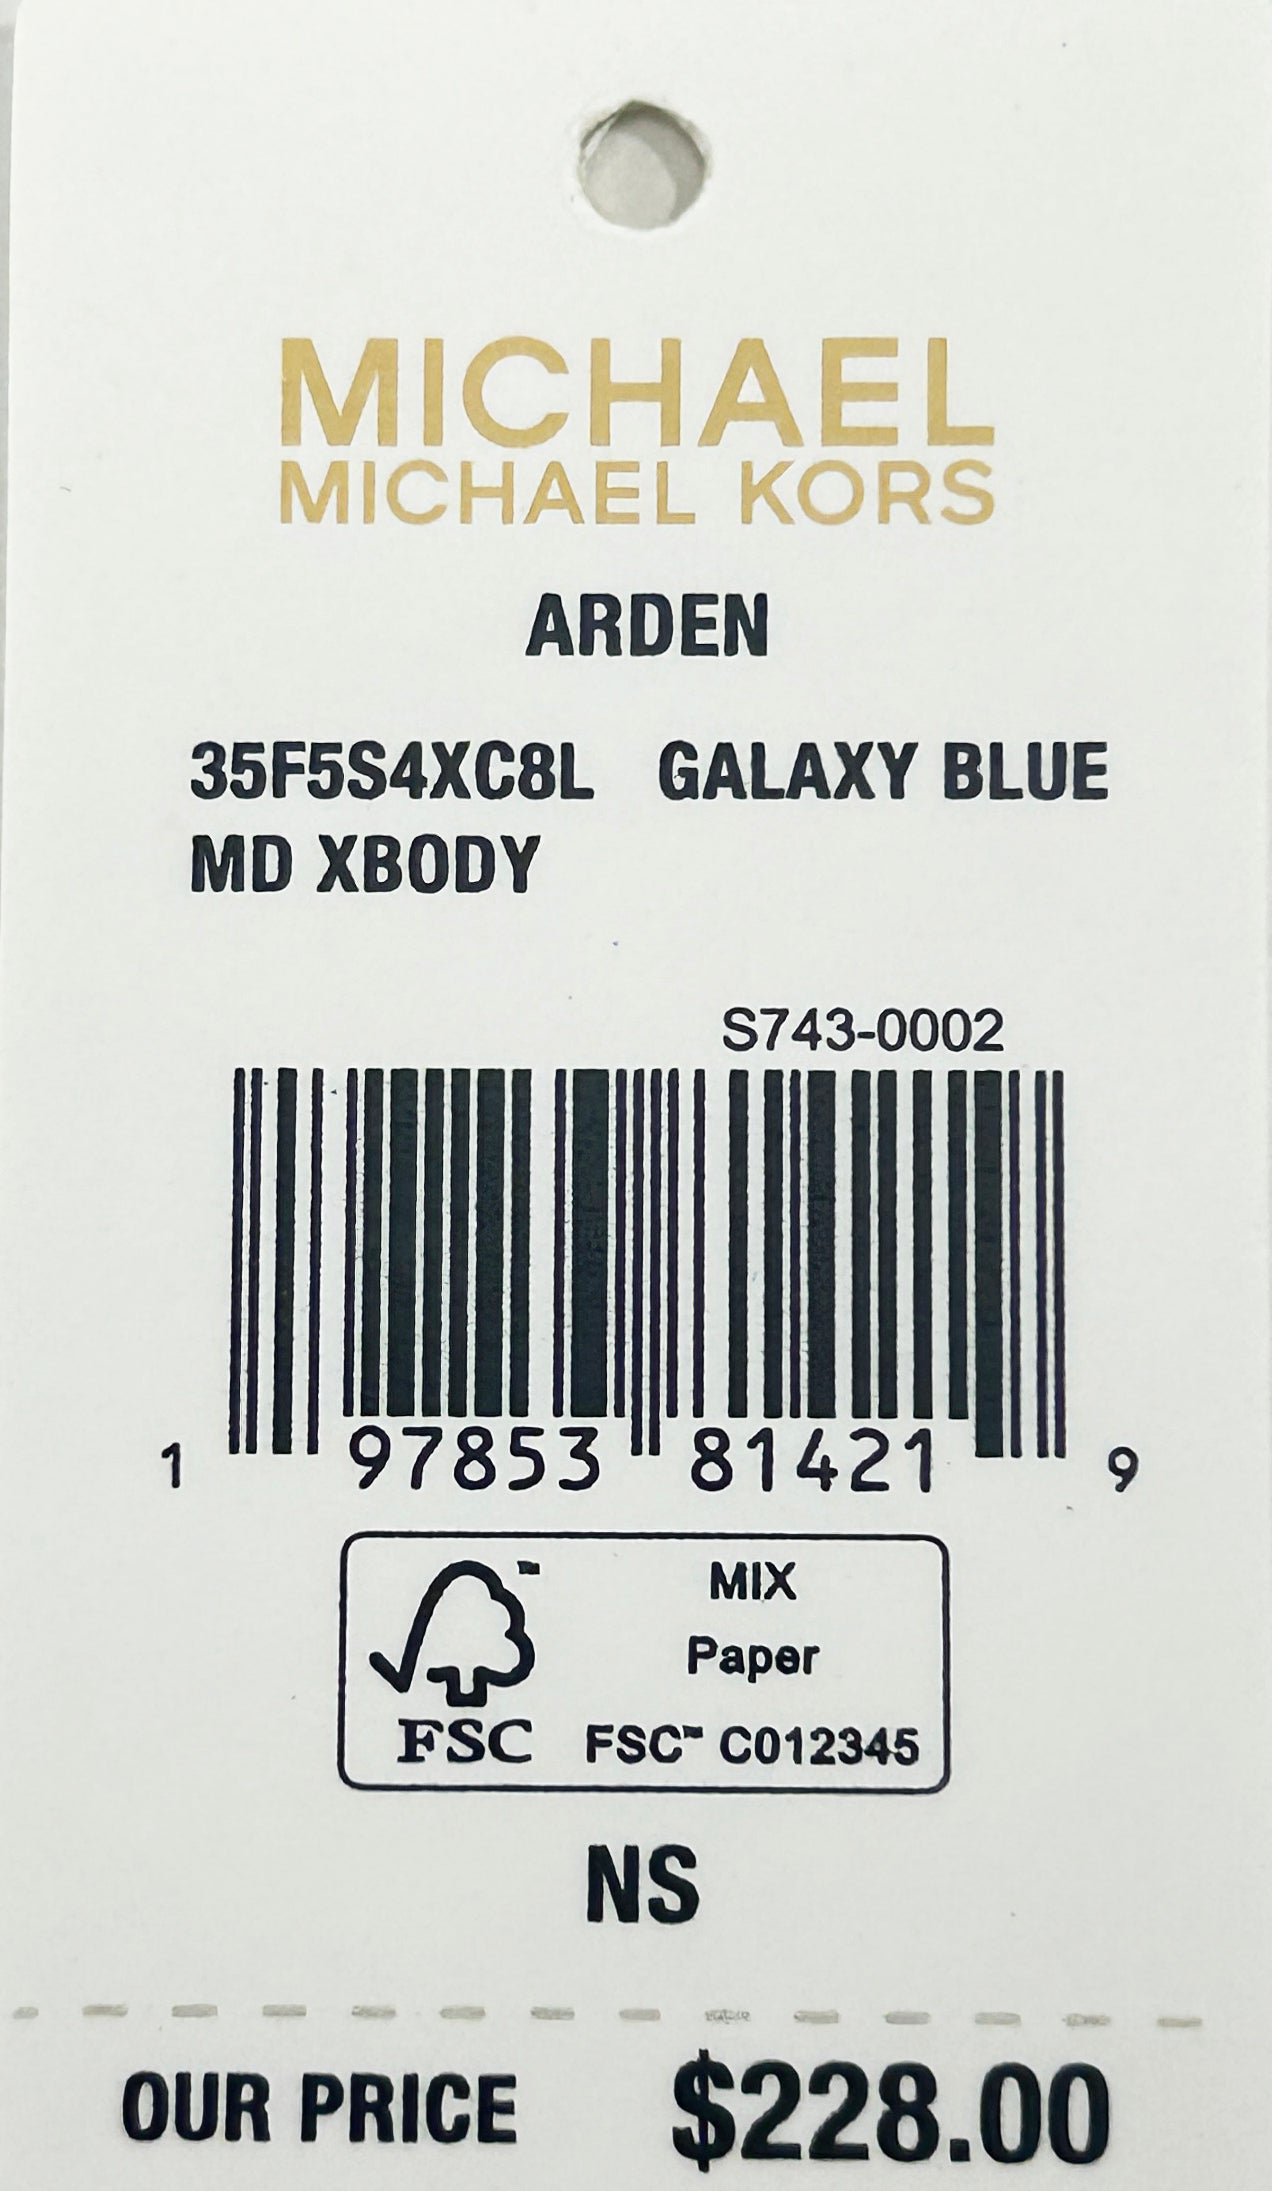 MICHAEL
MICHAEL KORS
ARDEN
35F5S4XC8L GALAXY BLUE
MD XBODY
S743-0002
1 97853 81421 9
MIX
Paper
FSC FSC™ C012345
NS
OUR PRICE $228.00